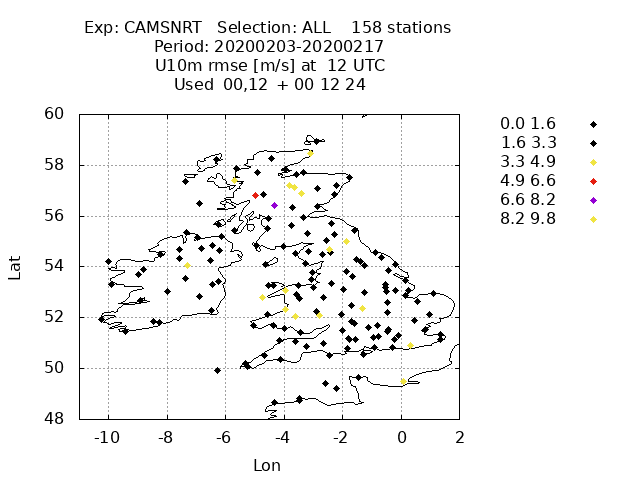 Exp: CAMSNRT   Selection: ALL    158 stations
Period: 20200203-20200217
U10m rmse [m/s] at  12 UTC
Used  00,12  + 00 12 24
0.0 1.6
1.6 3.3
3.3 4.9
4.9 6.6
6.6 8.2
8.2 9.8
60
58
56
54
52
50
48
Lat
-10 -8 -6 -4 -2 0 2
Lon